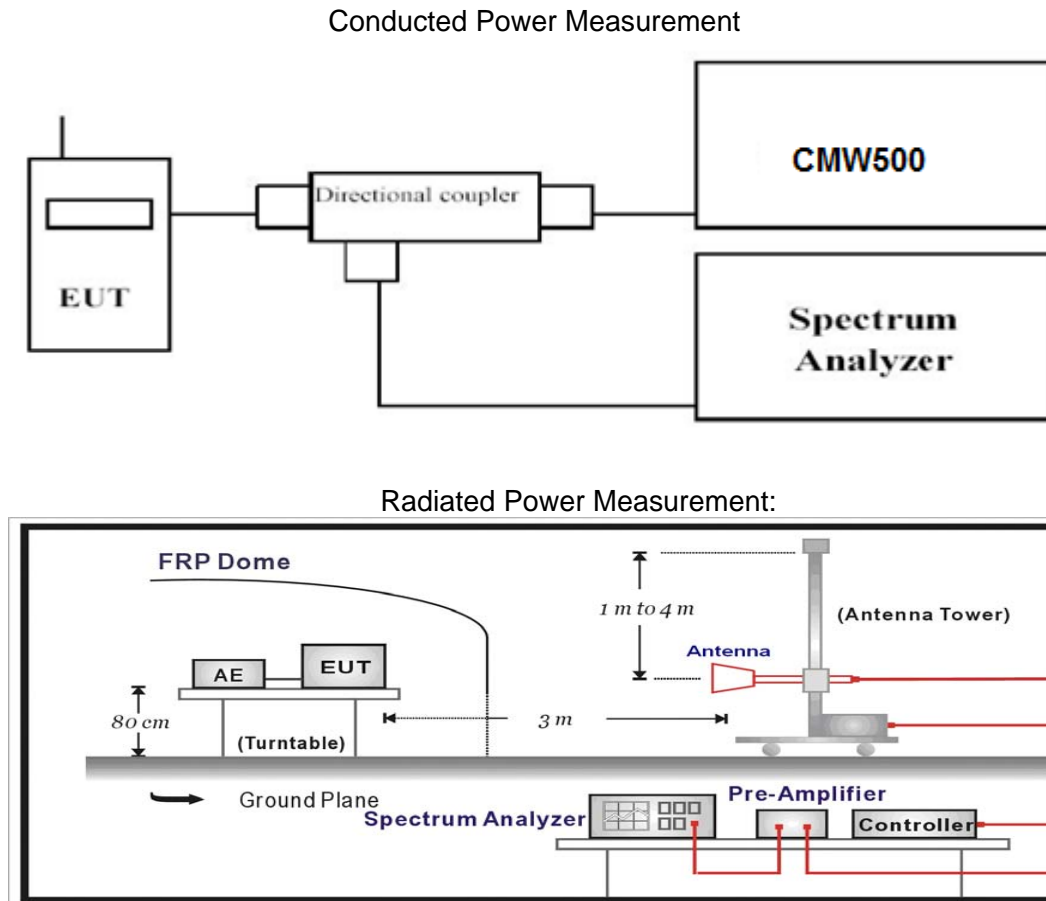 Conducted Power Measurement
CMW500
Directional coupler
EUT
Spectrum
Analyzer
Radiated Power Measurement:
FRP Dome
1 m to 4 m
(Antenna Tower)
Antenna
AE
EUT
80 cm
3 m
(Turntable)
Ground Plane
Pre-Amplifier
Spectrum Analyzer
Controller